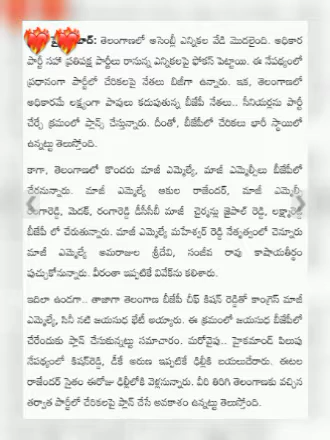 హైదరాబాద్: తెలంగాణలో అసెంబ్లీ ఎన్నికల వేడి మొదలైంది. అధికార
పార్టీ సహా ప్రతిపక్ష పార్టీలు రానున్న ఎన్నికలపై ఫోకస్ పెట్టాయి. ఈ నేపథ్యంలో
ప్రధానంగా పార్టీలో చేరికలపై నేతలు బిజీగా ఉన్నారు. ఇక, తెలంగాణలో
అధికారమే లక్ష్యంగా పావులు కదుపుతున్న బీజేపీ నేతలు.. సీనియర్లను పార్టీ
చేర్చే క్రమంలో ప్లాన్స్ చేస్తున్నారు. దీంతో, బీజేపీలో చేరికలు భారీ స్థాయిలో
ఉన్నట్టు తెలుస్తోంది.
కాగా, తెలంగాణలో కొందరు మాజీ ఎమ్మెల్యే, మాజీ ఎమ్మెల్సీలు బీజేపీలో
చేరనున్నారు. మాజీ ఎమ్మెల్యే ఆకుల రాజేందర్, మాజీ ఎమ్మెల్సీ
రంగారెడ్డి, మెదక్, రంగారెడ్డి డీసీసీబీ మాజీ చైర్మన్లు జైపాల్ రెడ్డి, లక్ష్మారెడ్డి
బీజేపీ లో చేరుతున్నారు. మాజీ ఎమ్మెల్యే మహేశ్వర్ రెడ్డి నేతృత్వంలో చెన్నూరు
మాజీ ఎమ్మెల్యే అమరాజుల శ్రీదేవి, సంజీవ రావు కాషాయతీర్థం
పుచ్చుకోనున్నారు. వీరంతా ఇప్పటికే వివేక్‌ను కలిశారు.
ఇదిలా ఉండగా.. తాజాగా తెలంగాణ బీజేపీ చీఫ్ కిషన్ రెడ్డితో కాంగ్రెస్ మాజీ
ఎమ్మెల్యే, సినీ నటి జయసుధ భేటీ అయ్యారు. ఈ క్రమంలో జయసుధ బీజేపీలో
చేరేందుకు ప్లాన్ చేసుకున్నట్టు సమాచారం. మరోవైపు.. హైకమాండ్ పిలుపు
నేపథ్యంలో కిషన్‌రెడ్డి, డీకే అరుణ ఇప్పటికే ఢిల్లీకి బయలుదేరారు. ఈటల
రాజేందర్ సైతం ఈరోజు ఢిల్లీలోకి వెళ్లనున్నారు. వీరి తిరిగి తెలంగాణకు వచ్చిన
తర్వాత పార్టీలో చేరికలపై ప్లాన్ చేసే అవకాశం ఉన్నట్టు తెలుస్తోంది.